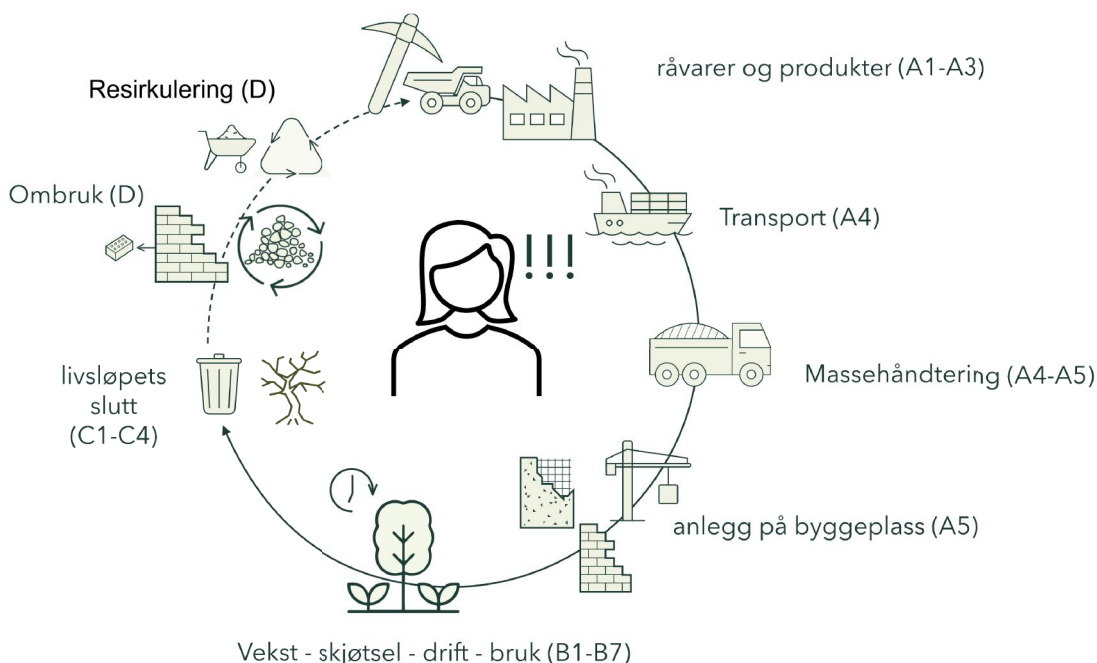 råvarer og produkter (A1-A3)
Resirkulering (D)
Ombruk (D)
Transport (A4)
!!!
Massehåndtering (A4-A5)
livsløpets
slutt
(C1-C4)
anlegg på byggeplass (A5)
Vekst - skjøtsel - drift - bruk (B1-B7)